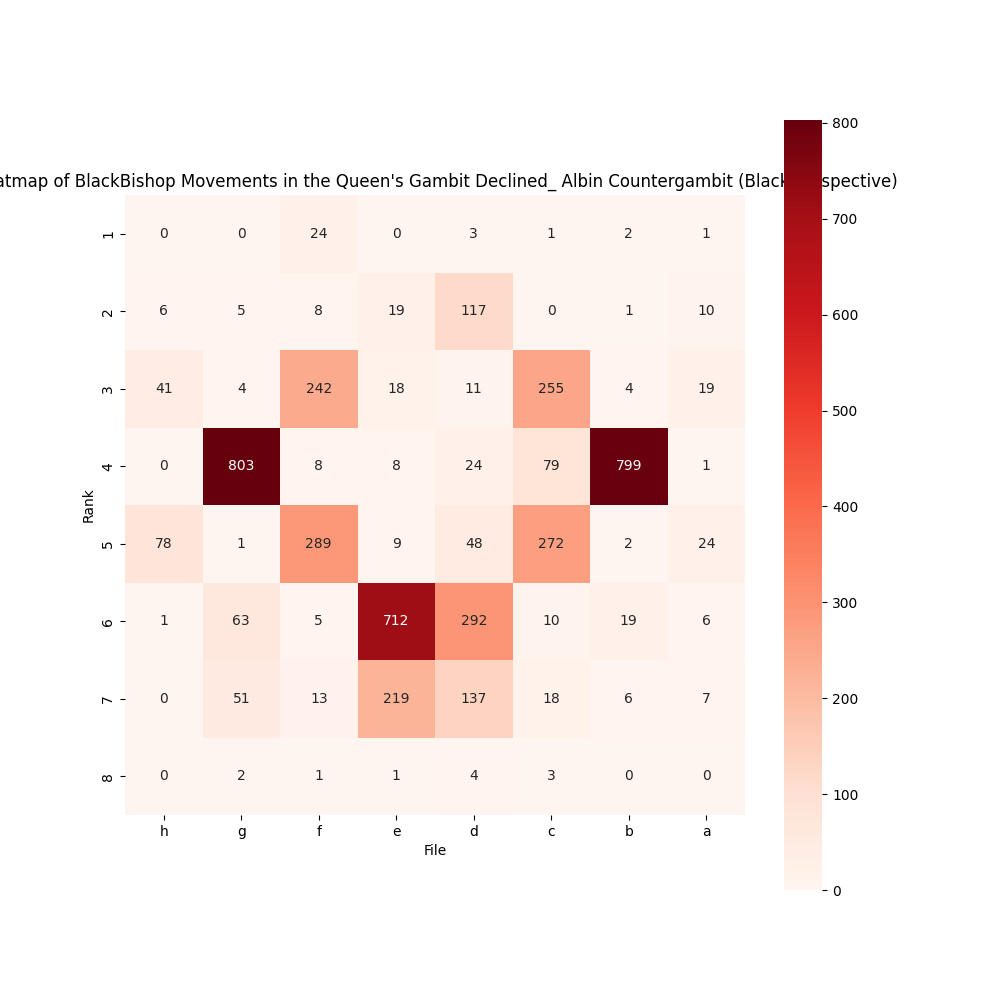 800
atmap of BlackBishop Movements in the Queen's Gambit Declined_ Albin Countergambit (Black spective)
700
1 0 0 24 0 3 1 2 1
2 6 5 8 19 117 0 1 10
600
3 41 4 242 18 11 255 4 19
500
4 0 803 8 8 24 79 799 1
Rank
400
5 78 1 289 9 48 272 2 24
300
6 1 63 5 712 292 10 19 6
200
7 0 51 13 219 137 18 6 7
100
8 0 2 1 1 4 3 0 0
h g f e d c b a
File
0